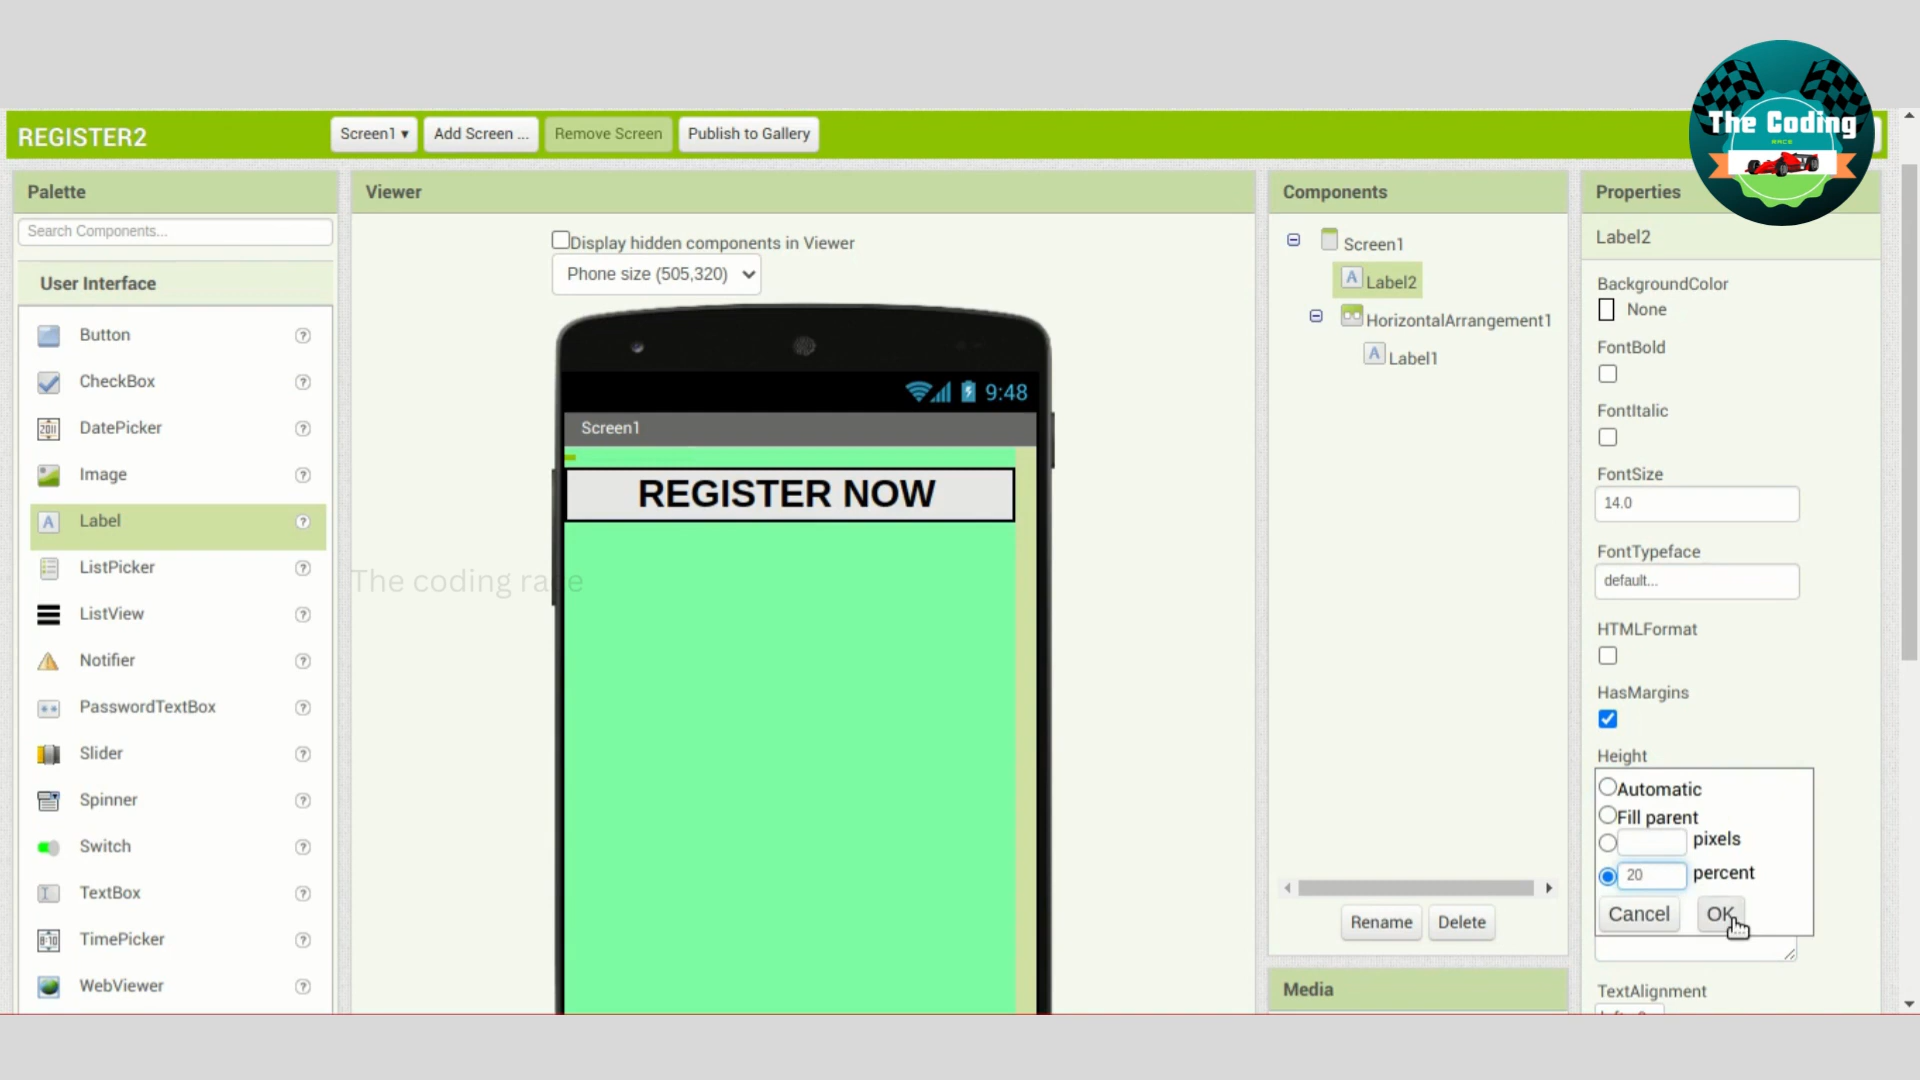 The Coding
RACE
REGISTER2
Screen1 ▾
Add Screen ...
Remove Screen
Publish to Gallery
Palette
Viewer
Components
Properties
Search Components...
User Interface
Button
CheckBox
DatePicker
Image
Label
ListPicker
ListView
Notifier
PasswordTextBox
Slider
Spinner
Switch
TextBox
TimePicker
WebViewer
Display hidden components in Viewer
Phone size (505,320)
9:48
Screen1
REGISTER NOW
The coding race
Screen1
Label2
HorizontalArrangement1
Label1
Rename
Delete
Media
Label2
BackgroundColor
None
FontBold
FontItalic
FontSize
14.0
FontTypeface
default...
HTMLFormat
HasMargins
Height
Automatic
Fill parent
pixels
20 percent
Cancel
OK
TextAlignment